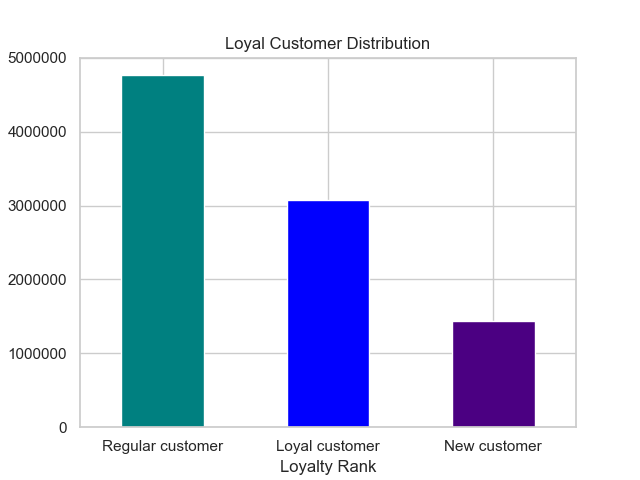 Loyal Customer Distribution
5000000
4000000
3000000
2000000
1000000
0
Regular customer
Loyal customer
New customer
Loyalty Rank